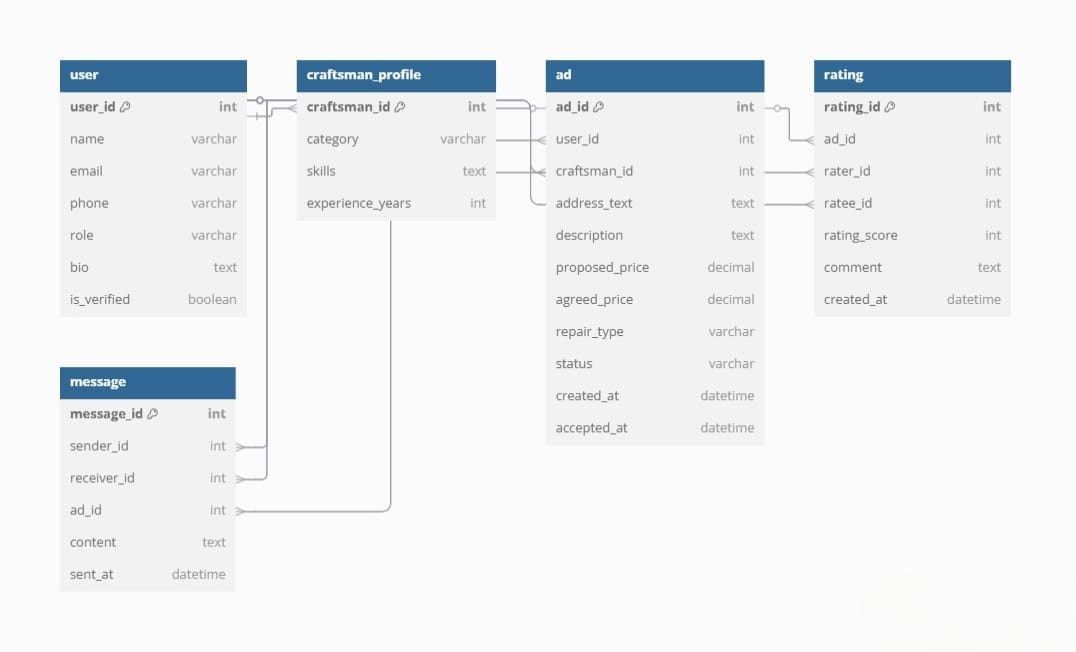 user
user_id int
name varchar
email varchar
phone varchar
role varchar
bio text
is_verified boolean
craftsman_profile
craftsman_id int
category varchar
skills text
experience_years int
ad
ad_id int
user_id int
craftsman_id int
address_text text
description text
proposed_price decimal
agreed_price decimal
repair_type varchar
status varchar
created_at datetime
accepted_at datetime
rating
rating_id int
ad_id int
rater_id int
ratee_id int
rating_score int
comment text
created_at datetime
message
message_id int
sender_id int
receiver_id int
ad_id int
content text
sent_at datetime